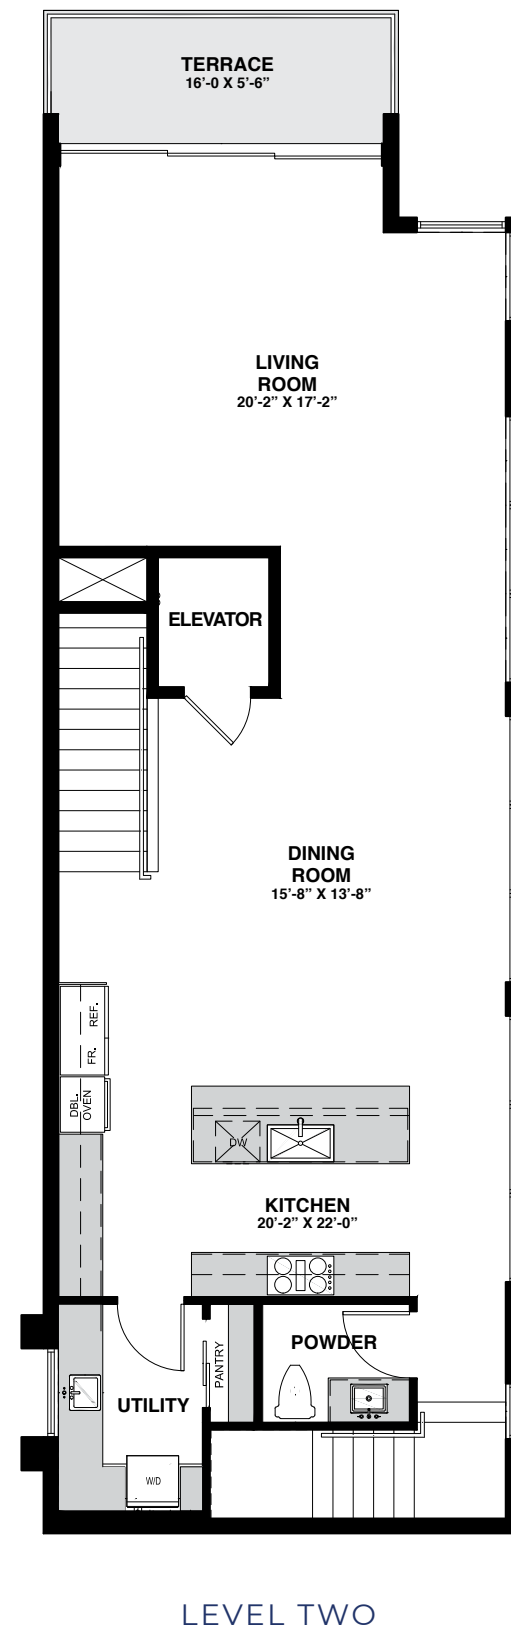 TERRACE
16’-0 X 5’-6”
LIVING
ROOM
20’-2” X 17’-2”
ELEVATOR
DINING
ROOM
15’-8” X 13’-8”
REF.
FR.
DBL.
OVEN
DW
KITCHEN
20’-2” X 22’-0”
POWDER
PANTRY
UTILITY
W/D
LEVEL TWO